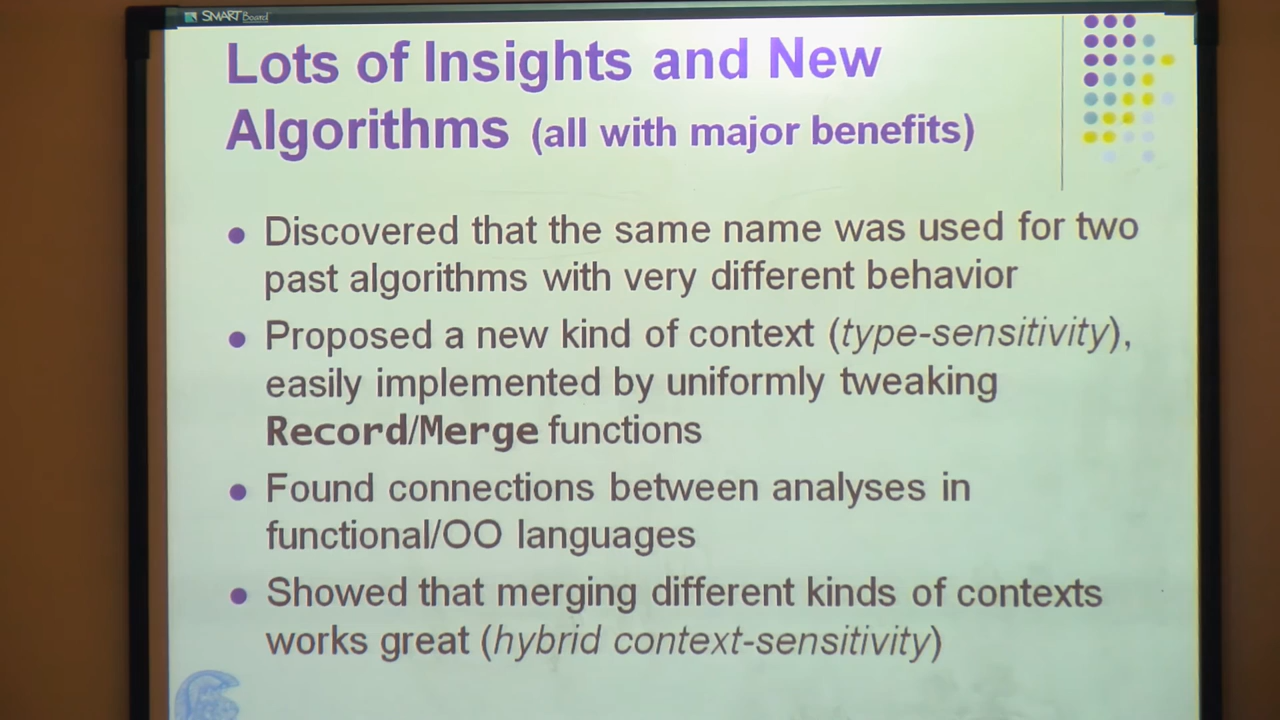 SMART Board
Lots of Insights and New
Algorithms (all with major benefits)
• Discovered that the same name was used for two
past algorithms with very different behavior
• Proposed a new kind of context (type-sensitivity),
easily implemented by uniformly tweaking
Record/Merge functions
• Found connections between analyses in
functional/OO languages
• Showed that merging different kinds of contexts
works great (hybrid context-sensitivity)